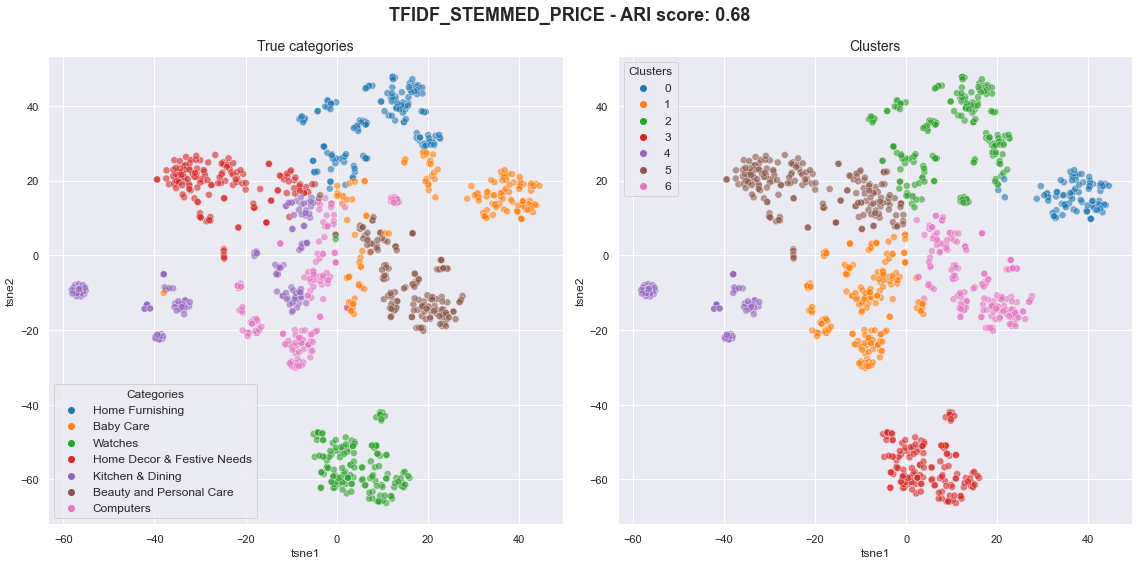 TFIDF_STEMMED_PRICE - ARI score: 0.68
True categories
40
20
0
−20
−40
−60
tsne2
−60 −40 −20 0 20 40
tsne1
Categories
Home Furnishing
Baby Care
Watches
Home Decor & Festive Needs
Kitchen & Dining
Beauty and Personal Care
Computers
Clusters
Clusters
0
1
2
3
4
5
6
40
20
0
−20
−40
−60
tsne2
−60 −40 −20 0 20 40
tsne1